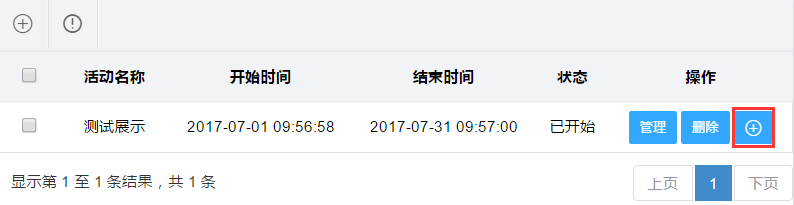 活动名称 开始时间 结束时间 状态 操作
测试展示 2017-07-01 09:56:58 2017-07-31 09:57:00 已开始 管理 删除
显示第 1 至 1 条结果，共 1 条 上页 1 下页